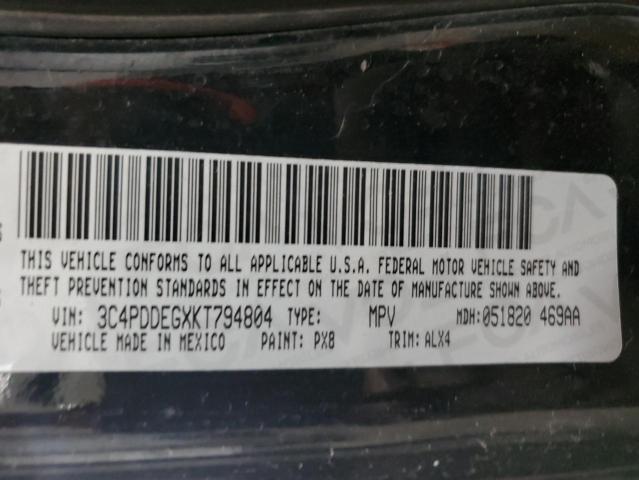 THIS VEHICLE CONFORMS TO ALL APPLICABLE U.S.A. FEDERAL MOTOR VEHICLE SAFETY AND
THEFT PREVENTION STANDARDS IN EFFECT ON THE DATE OF MANUFACTURE SHOWN ABOVE.
VIN: 3C4PDDEGXKT794804 TYPE: MPV MDH:051820 469AA
VEHICLE MADE IN MEXICO PAINT: PX8 TRIM: ALX4